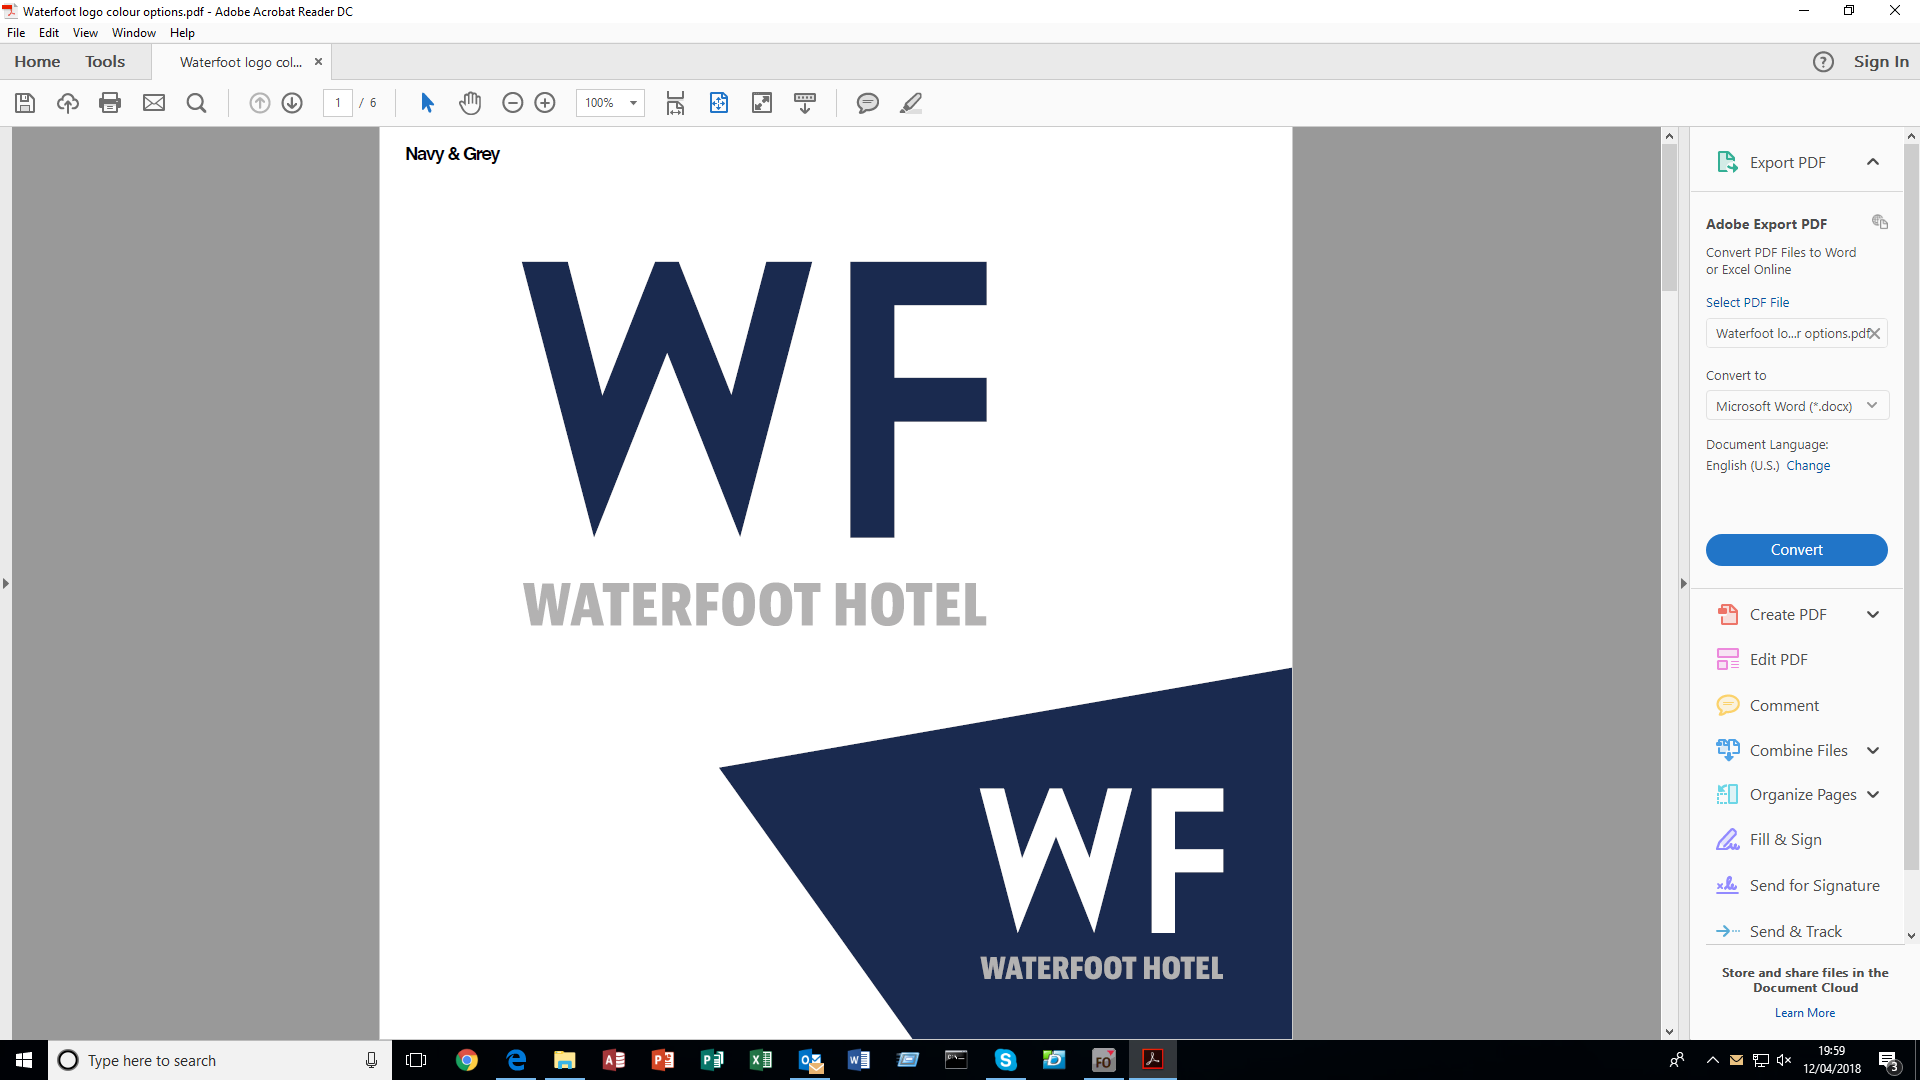 Waterfoot logo colour options.pdf - Adobe Acrobat Reader DC
File Edit View Window Help
Home Tools Waterfoot logo col... × ? Sign In
1 / 6 100%
Navy & Grey
WF
WATERFOOT HOTEL
WF
WATERFOOT HOTEL
Export PDF
Adobe Export PDF
Convert PDF Files to Word
or Excel Online
Select PDF File
Waterfoot lo...r options.pdf
Convert to
Microsoft Word (*.docx)
Document Language:
English (U.S.) Change
Convert
Create PDF
Edit PDF
Comment
Combine Files
Organize Pages
Fill & Sign
Send for Signature
Send & Track
Store and share files in the
Document Cloud
Learn More
Type here to search
19:59
12/04/2018
3